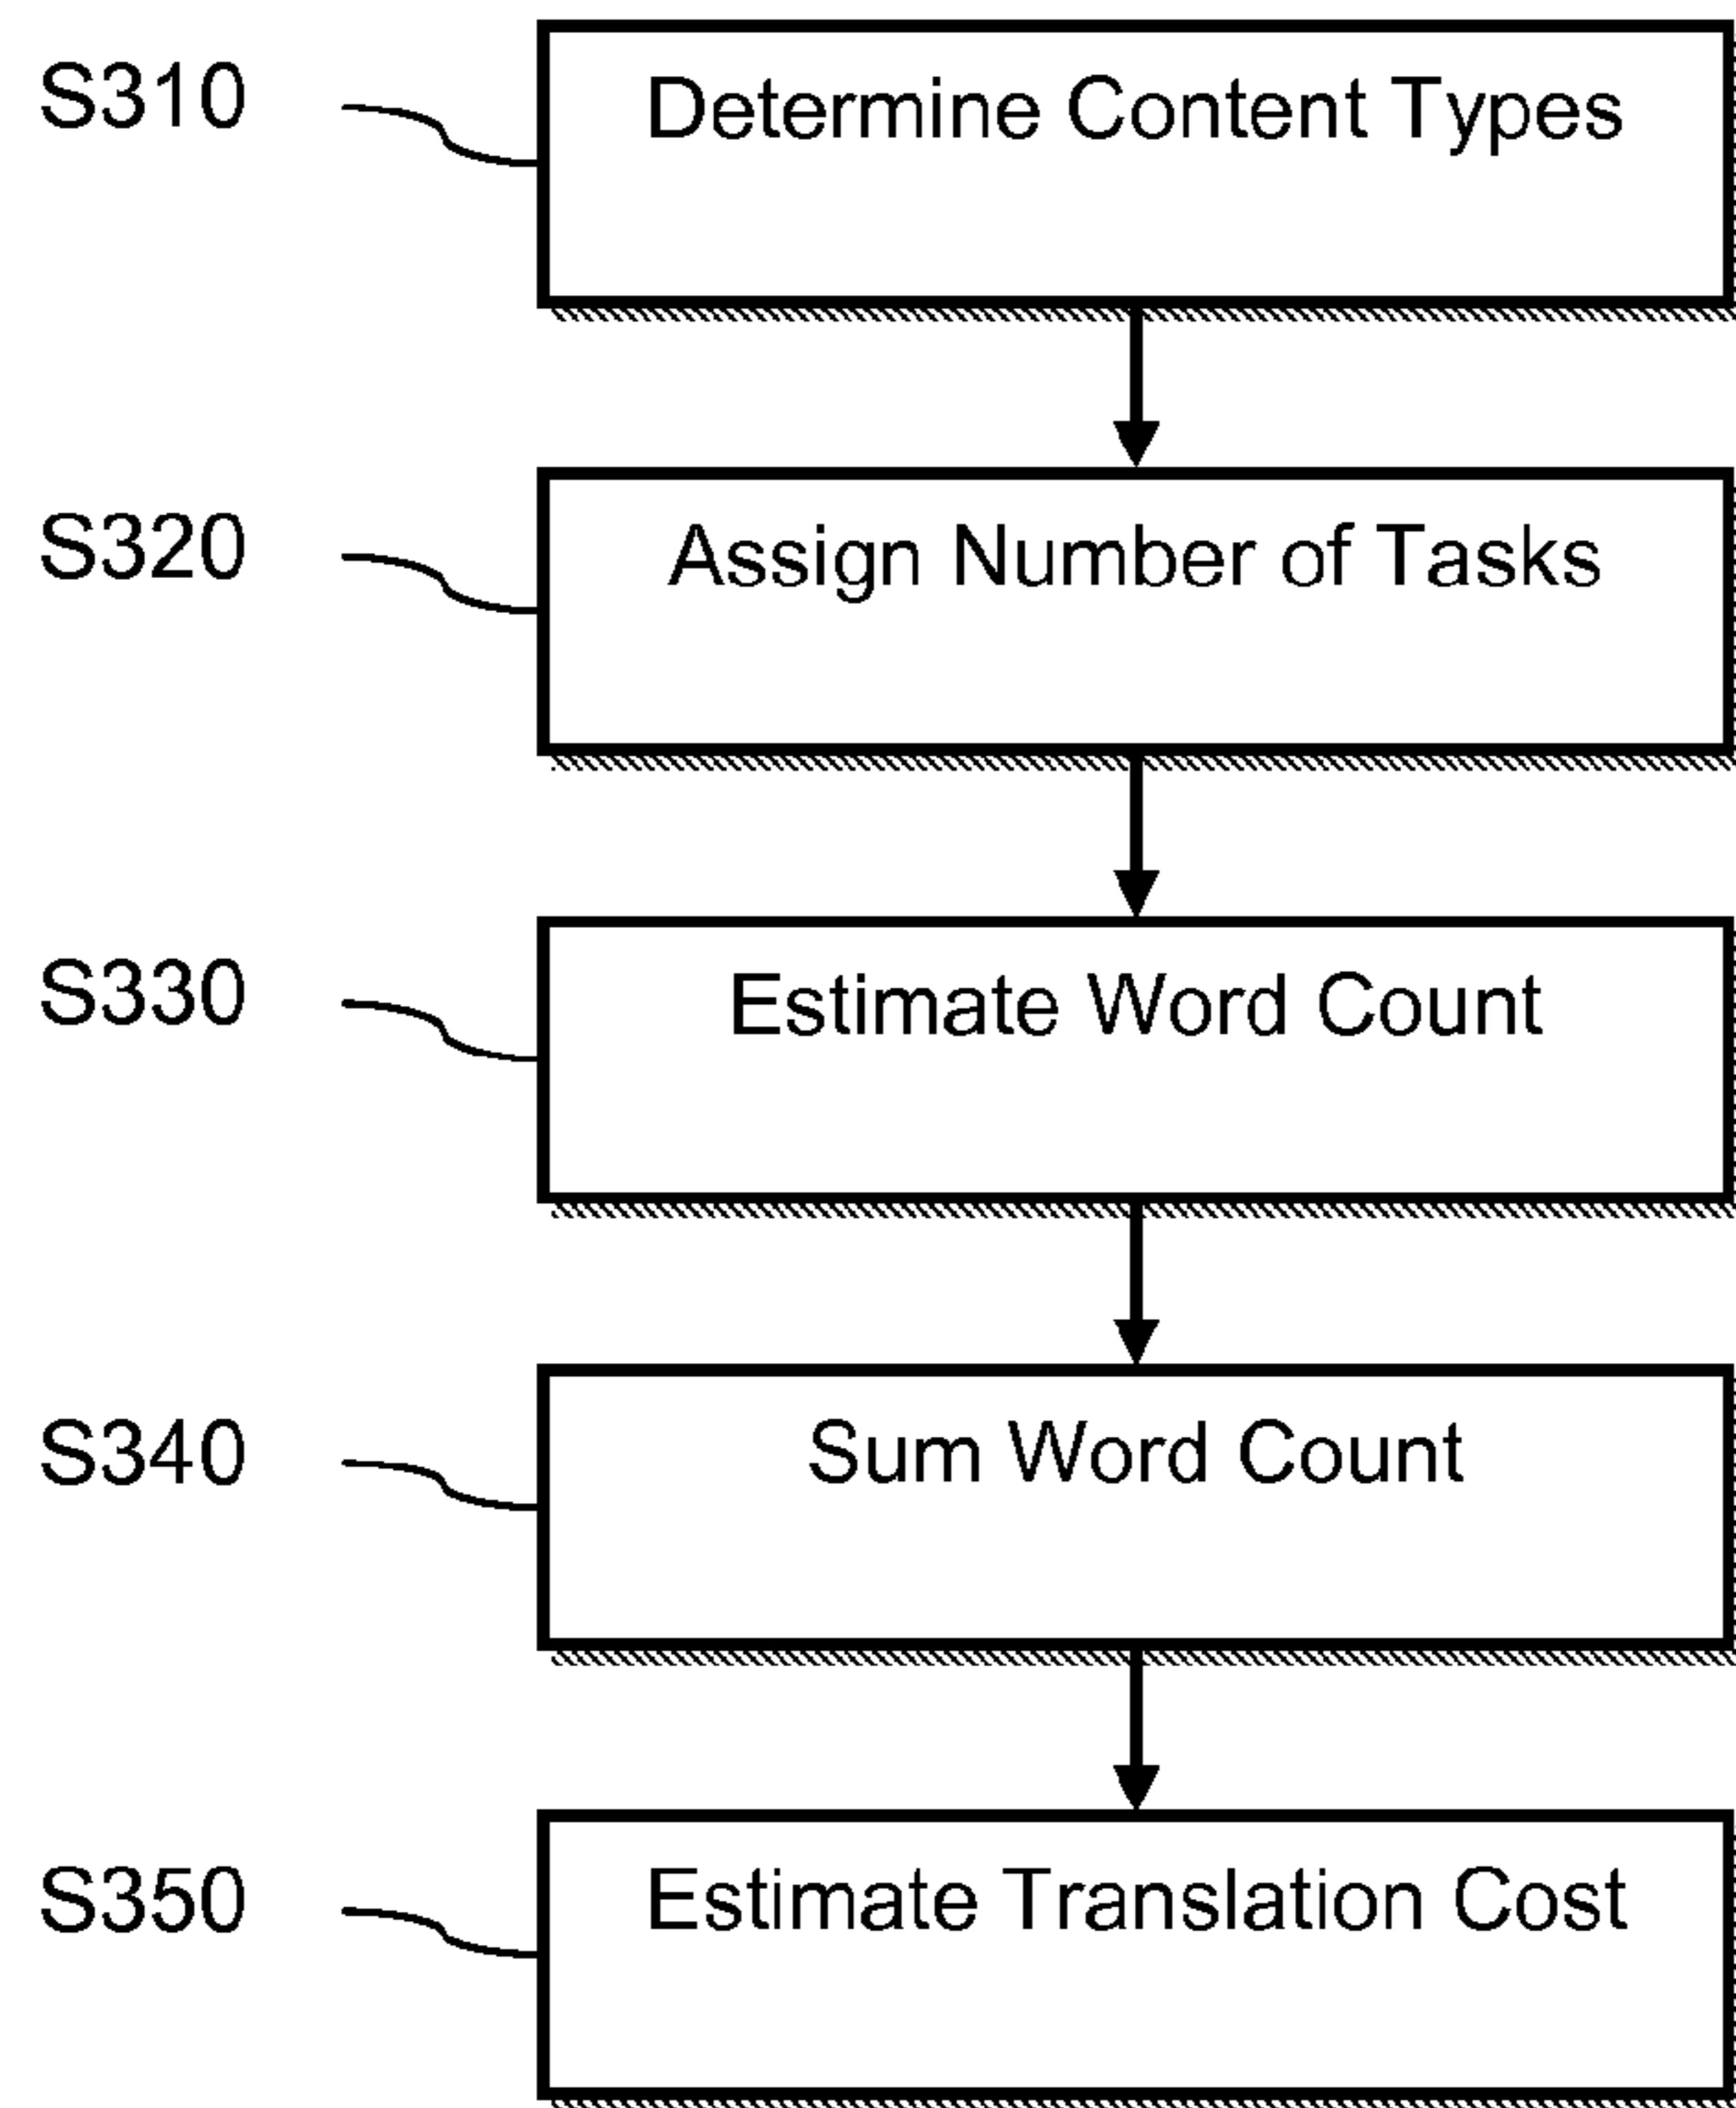 S310
Determine Content Types
S320
Assign Number of Tasks
S330
Estimate Word Count
S340
Sum Word Count
S350
Estimate Translation Cost